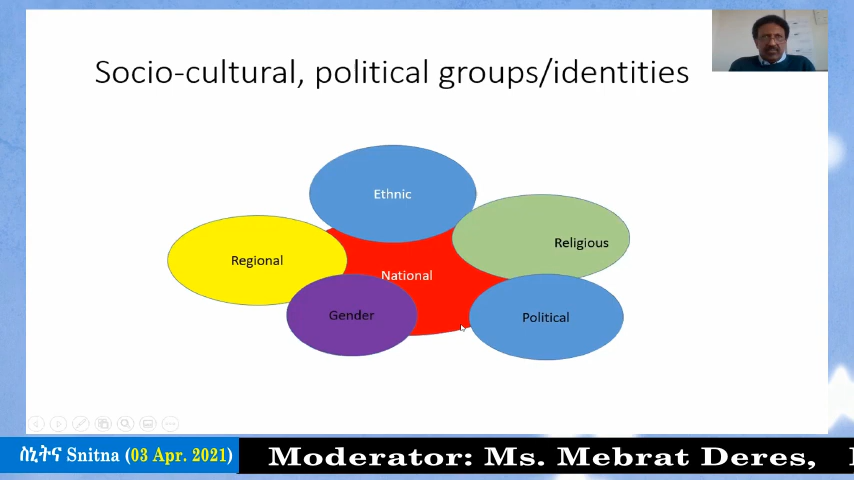 Socio-cultural, political groups/identities
Ethnic
Religious
Regional
National
Gender
Political
ስኒትና Snitna (03 Apr. 2021)
Moderator: Ms. Mebrat Deres,